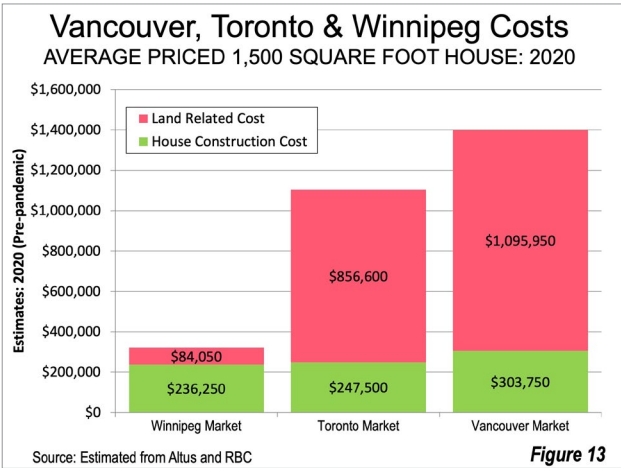 Vancouver, Toronto & Winnipeg Costs
AVERAGE PRICED 1,500 SQUARE FOOT HOUSE: 2020
Estimates: 2020 (Pre-pandemic)
$1,600,000
$1,400,000
$1,200,000
$1,000,000
$800,000
$600,000
$400,000
$200,000
$0
Land Related Cost
House Construction Cost
$84,050
$236,250
$856,600
$247,500
$1,095,950
$303,750
Winnipeg Market
Toronto Market
Vancouver Market
Source: Estimated from Altus and RBC
Figure 13